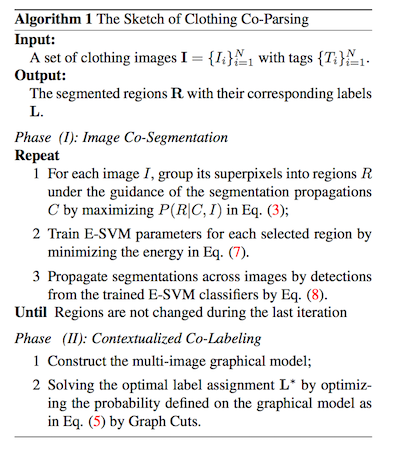 Algorithm 1 The Sketch of Clothing Co-Parsing
Input:
A set of clothing images I = {I_i}_{i=1}^N with tags {T_i}_{i=1}^N.
Output:
The segmented regions R with their corresponding labels
L.
Phase (I): Image Co-Segmentation
Repeat
1 For each image I, group its superpixels into regions R
under the guidance of the segmentation propagations
C by maximizing P(R|C, I) in Eq. (3);
2 Train E-SVM parameters for each selected region by
minimizing the energy in Eq. (7).
3 Propagate segmentations across images by detections
from the trained E-SVM classifiers by Eq. (8).
Until Regions are not changed during the last iteration
Phase (II): Contextualized Co-Labeling
1 Construct the multi-image graphical model;
2 Solving the optimal label assignment L* by optimiz-
ing the probability defined on the graphical model as
in Eq. (5) by Graph Cuts.